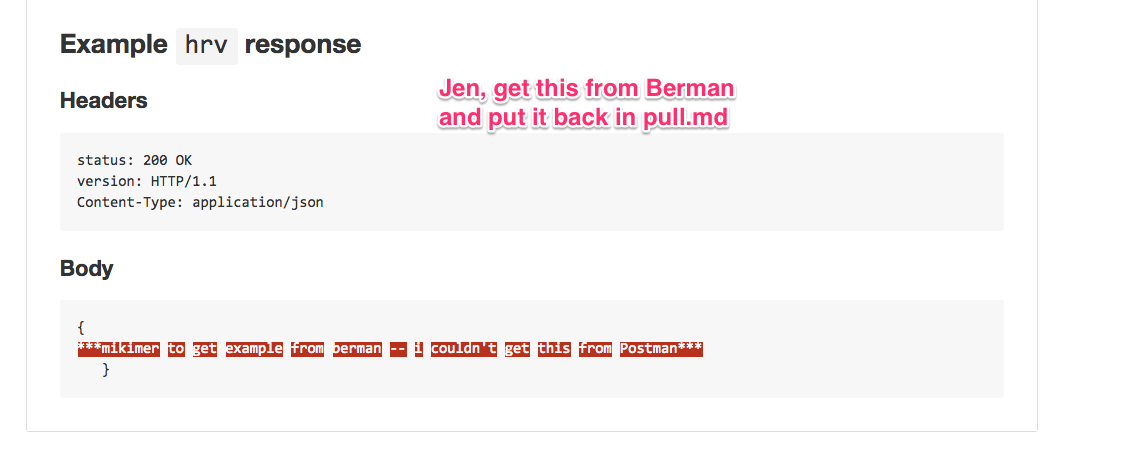 Example hrv response
Jen, get this from Berman
and put it back in pull.md
Headers
status: 200 OK
version: HTTP/1.1
Content-Type: application/json
Body
{
***mikimer to get example from berman -- i couldn't get this from Postman***
}